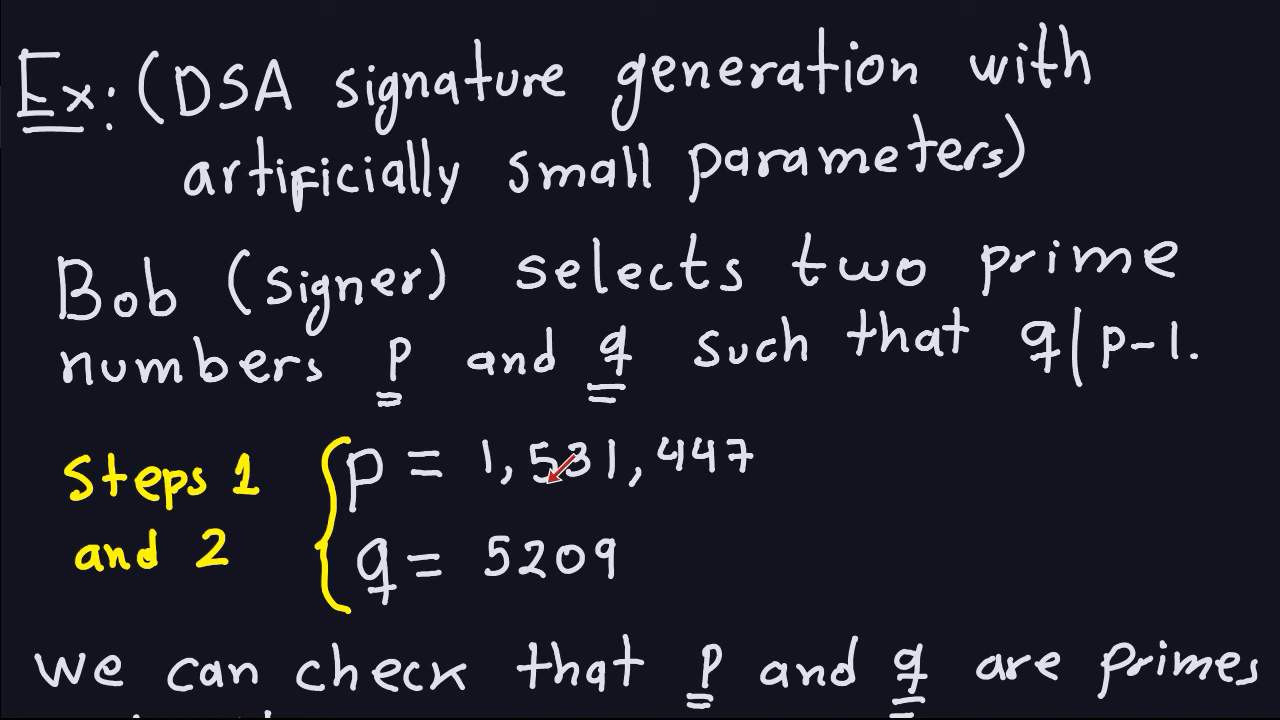 Ex: (DSA signature generation with
artificially small parameters)
Bob (signer) selects two prime
numbers p and q such that q|p-1.
Steps 1
and 2
p = 1,531,447
q = 5209
we can check that p and q are primes